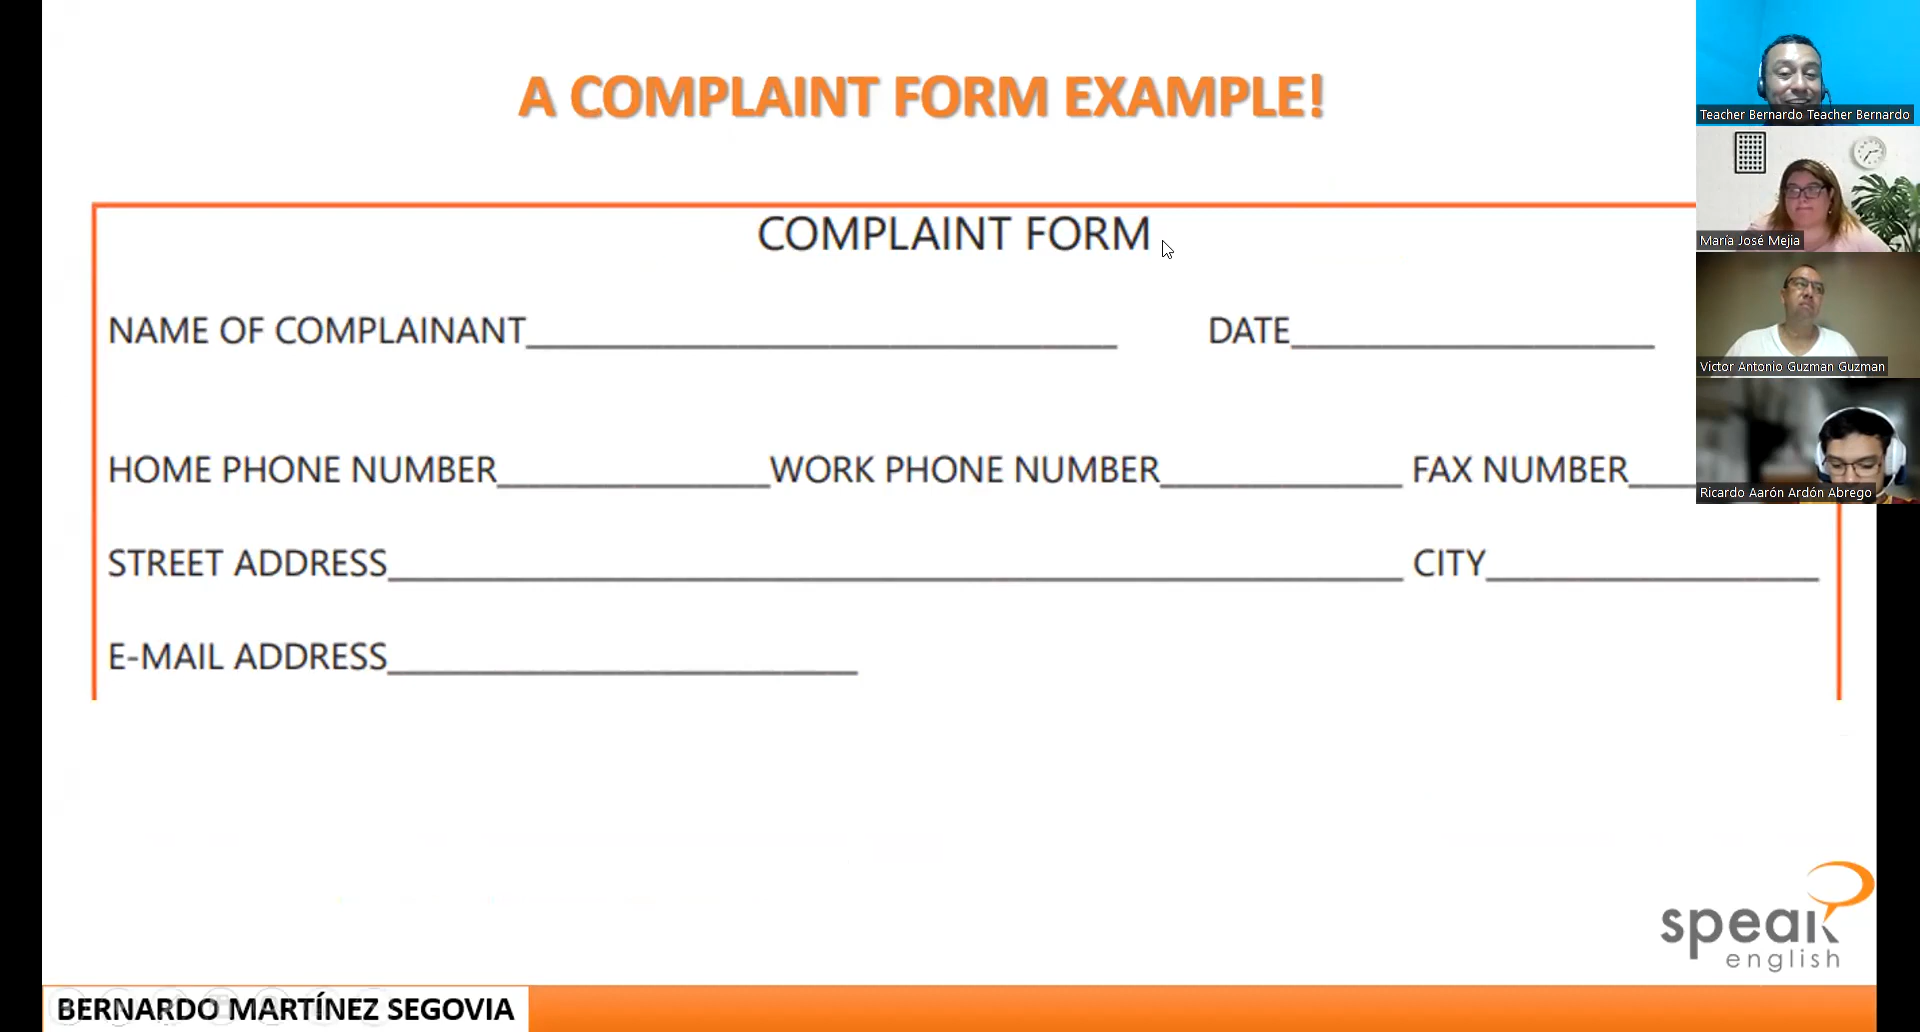 A COMPLAINT FORM EXAMPLE!
COMPLAINT FORM
NAME OF COMPLAINANT DATE
HOME PHONE NUMBER WORK PHONE NUMBER FAX NUMBER
STREET ADDRESS CITY
E-MAIL ADDRESS
speak
english
BERNARDO MARTÍNEZ SEGOVIA
Teacher Bernardo Teacher Bernardo
María José Mejia
Victor Antonio Guzman Guzman
Ricardo Aarón Ardón Abrego